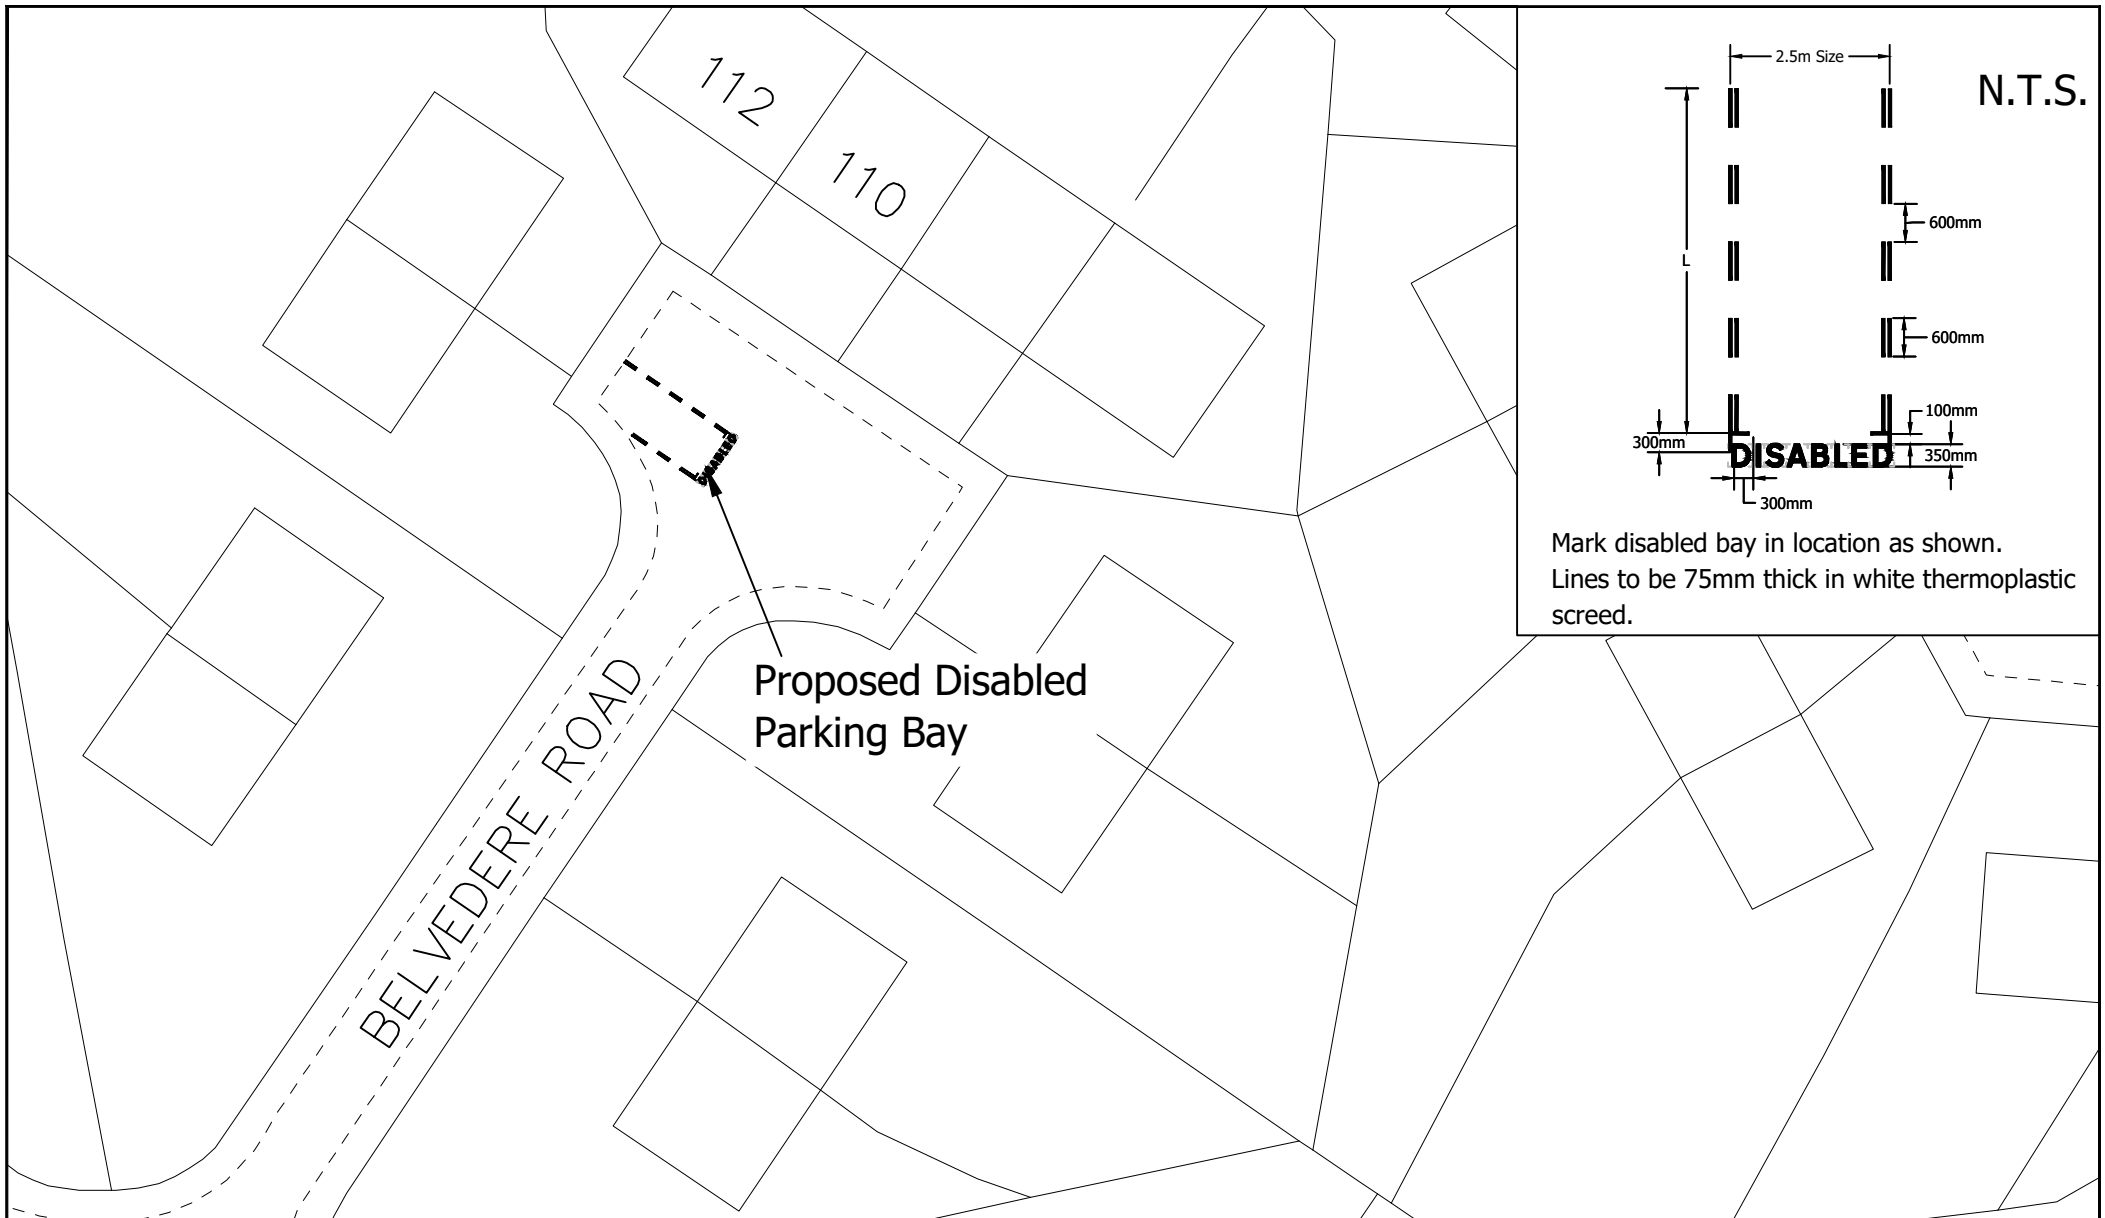 112
110
DISABLED
BELVEDERE ROAD
Proposed Disabled
Parking Bay
2.5m Size
N.T.S.
L
600mm
600mm
100mm
300mm
DISABLED
350mm
300mm
Mark disabled bay in location as shown.
Lines to be 75mm thick in white thermoplastic
screed.